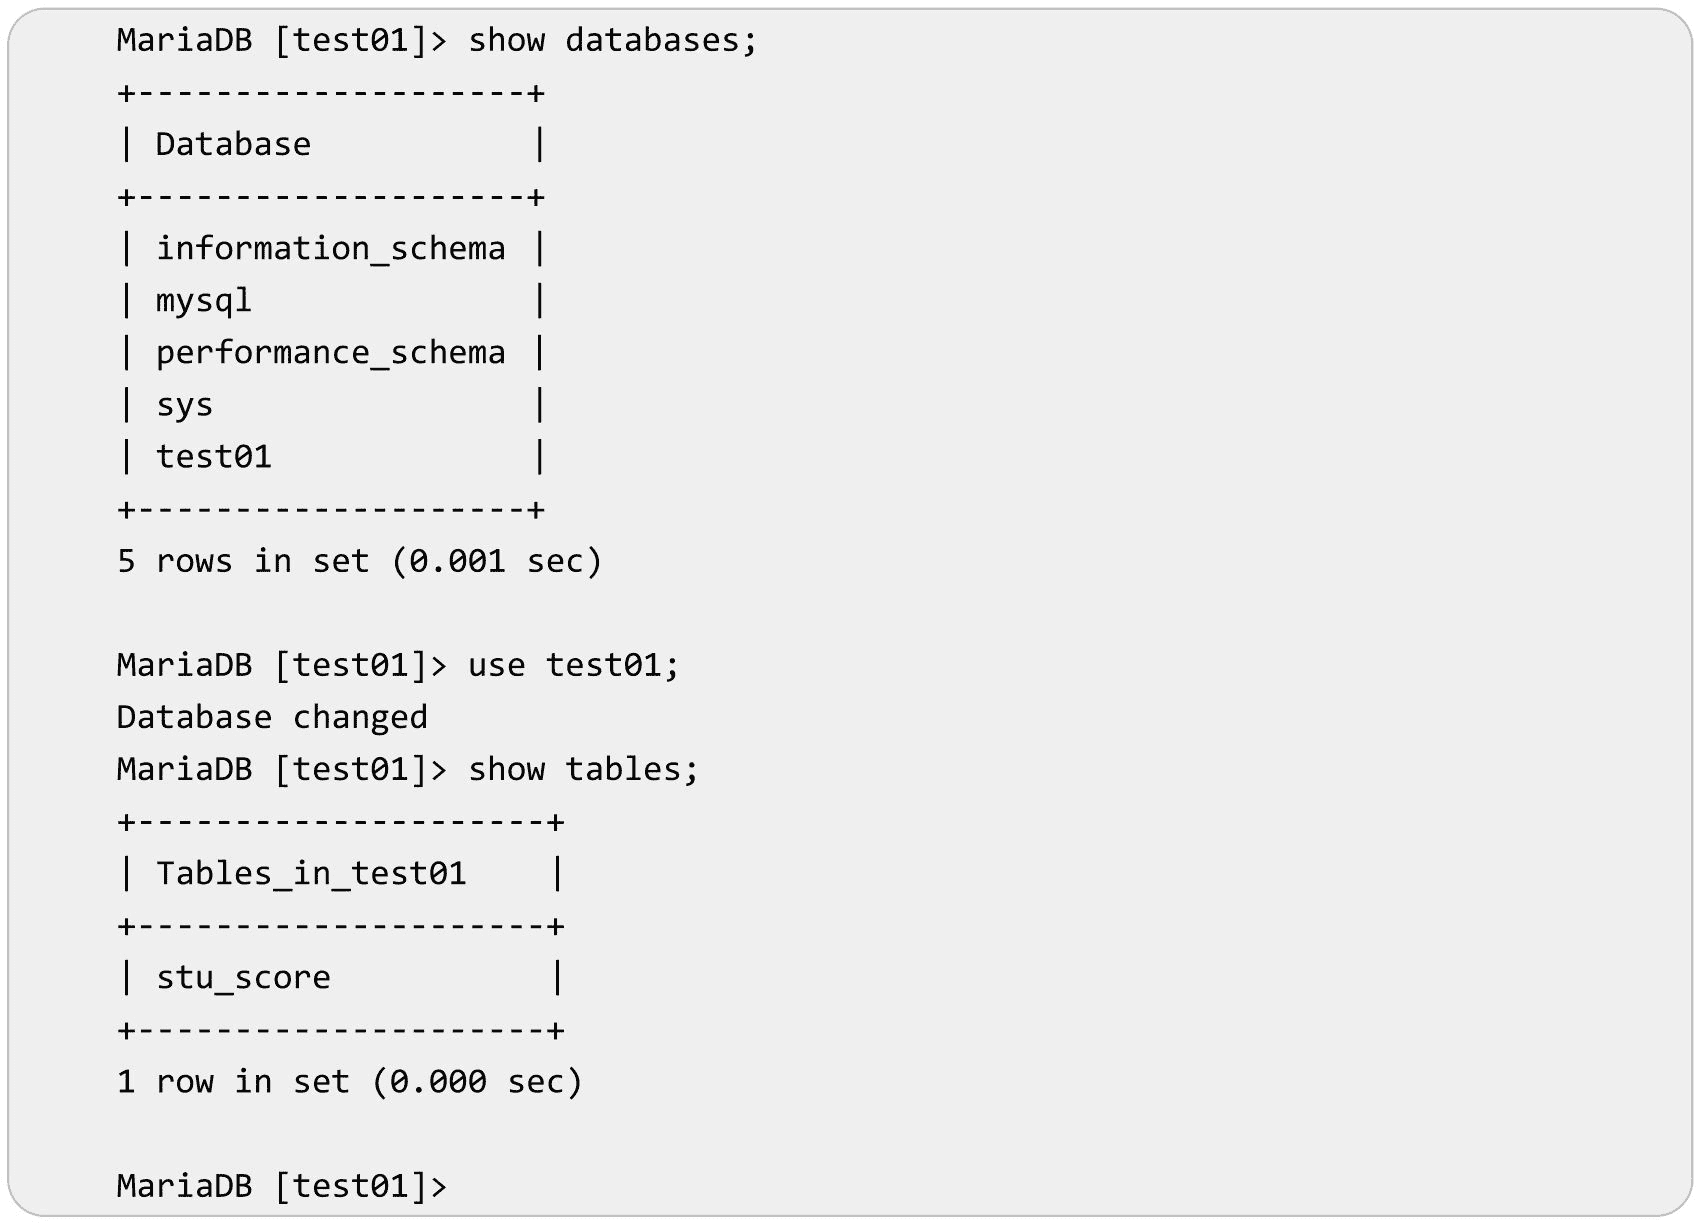 MariaDB [test01]> show databases;
+--------------------+
| Database           |
+--------------------+
| information_schema |
| mysql              |
| performance_schema |
| sys                |
| test01             |
+--------------------+
5 rows in set (0.001 sec)

MariaDB [test01]> use test01;
Database changed
MariaDB [test01]> show tables;
+---------------------+
| Tables_in_test01    |
+---------------------+
| stu_score           |
+---------------------+
1 row in set (0.000 sec)

MariaDB [test01]>